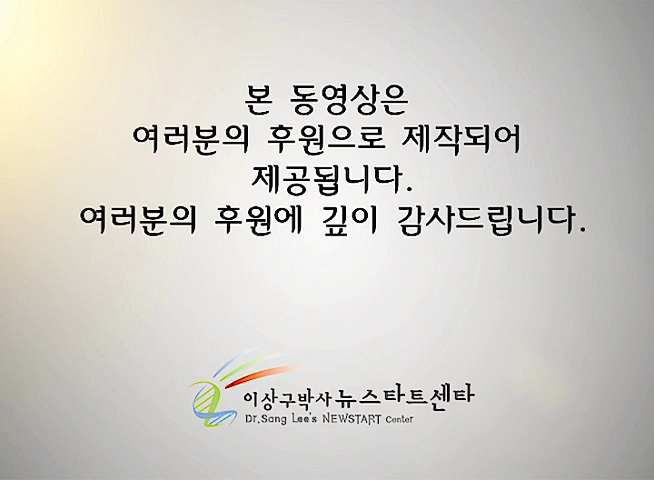 본 동영상은
여러분의 후원으로 제작되어
제공됩니다.
여러분의 후원에 깊이 감사드립니다.
이상구박사 뉴스타트센타
Dr.Sang Lee's NEWSTART Center